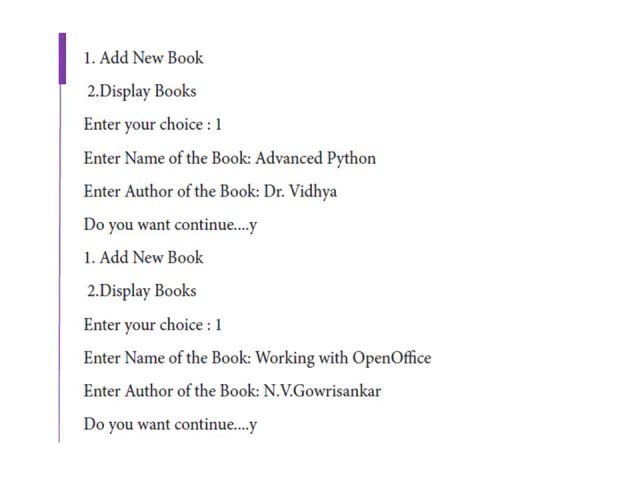 1. Add New Book
2.Display Books
Enter your choice : 1
Enter Name of the Book: Advanced Python
Enter Author of the Book: Dr. Vidhya
Do you want continue....y
1. Add New Book
2.Display Books
Enter your choice : 1
Enter Name of the Book: Working with OpenOffice
Enter Author of the Book: N.V.Gowrisankar
Do you want continue....y